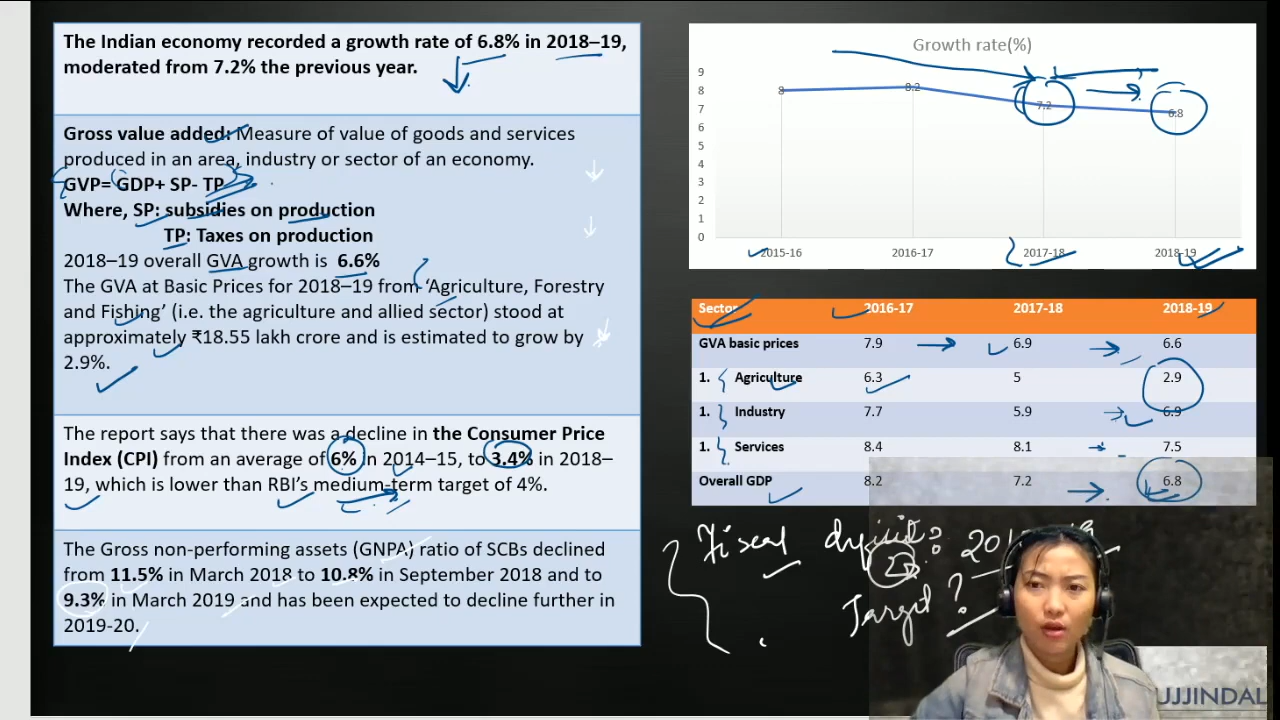 The Indian economy recorded a growth rate of 6.8% in 2018–19,
moderated from 7.2% the previous year.
Gross value added: Measure of value of goods and services
produced in an area, industry or sector of an economy.
GVP= GDP+ SP- TP
Where, SP: subsidies on production
TP: Taxes on production
2018–19 overall GVA growth is 6.6%
The GVA at Basic Prices for 2018–19 from ‘Agriculture, Forestry
and Fishing’ (i.e. the agriculture and allied sector) stood at
approximately ₹18.55 lakh crore and is estimated to grow by
2.9%.
The report says that there was a decline in the Consumer Price
Index (CPI) from an average of 6% in 2014–15, to 3.4% in 2018–
19, which is lower than RBI’s medium-term target of 4%.
The Gross non-performing assets (GNPA) ratio of SCBs declined
from 11.5% in March 2018 to 10.8% in September 2018 and to
9.3% in March 2019 and has been expected to decline further in
2019-20.
Growth rate(%)
9
8
7
6
5
4
3
2
1
0
8
8.2
7.2
6.8
2015-16
2016-17
2017-18
2018-19
Sector 2016-17 2017-18 2018-19
GVA basic prices 7.9 6.9 6.6
1. Agriculture 6.3 5 2.9
1. Industry 7.7 5.9 6.9
1. Services 8.4 8.1 7.5
Overall GDP 8.2 7.2 6.8
Fiscal deficit?
Target ?
UJJJINDAL